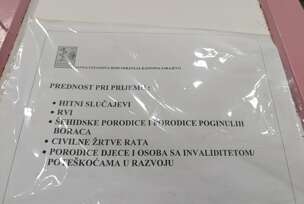 PREDNOST PRI PRIJEMU :
• HITNI SLUČAJEVI
• RVI
• ŠEHIDSKE PORODICE I PORODICE POGINULIH
BORACA
• CIVILNE ŽRTVE RATA
• PORODICE DJECE I OSOBA SA INVALIDITETOM/
POTEŠKOĆAMA U RAZVOJU